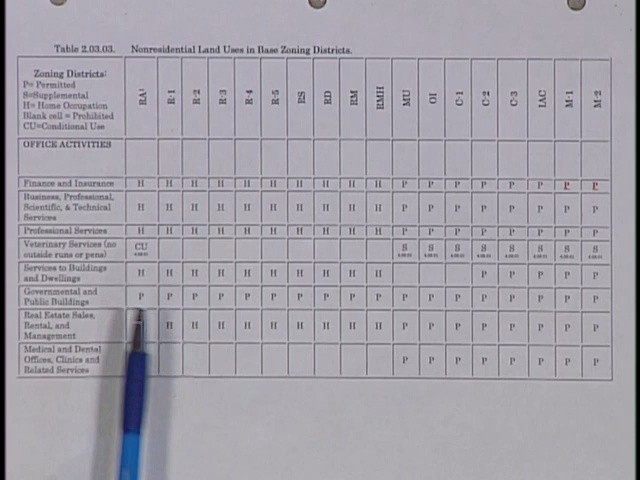 Table 2.03.03. Nonresidential Land Uses in Base Zoning Districts.
Zoning Districts:
P= Permitted
S=Supplemental
H= Home Occupation
Blank cell = Prohibited
CU=Conditional Use
RA¹ R-1 R-2 R-3 R-4 R-5 RS RD RM RMH MU OI C-1 C-2 C-3 IAC M-1 M-2
OFFICE ACTIVITIES
Finance and Insurance H H H H H H H H H H P P P P P P P P
Business, Professional,
Scientific, & Technical H H H H H H H H H H P P P P P P P P
Services
Professional Services H H H H H H H H H H P P P P P P P P
Veterinary Services (no CU S S S S S S S S
outside runs or pens)
Services to Buildings H H H H H H H H H H P P P P P
and Dwellings
Governmental and P P P P P P P P P P P P P P P P P P
Public Buildings
Real Estate Sales,
Rental, and H H H H H H H H H P P P P P P P P
Management
Medical and Dental
Offices, Clinics and P P P P P P P P
Related Services